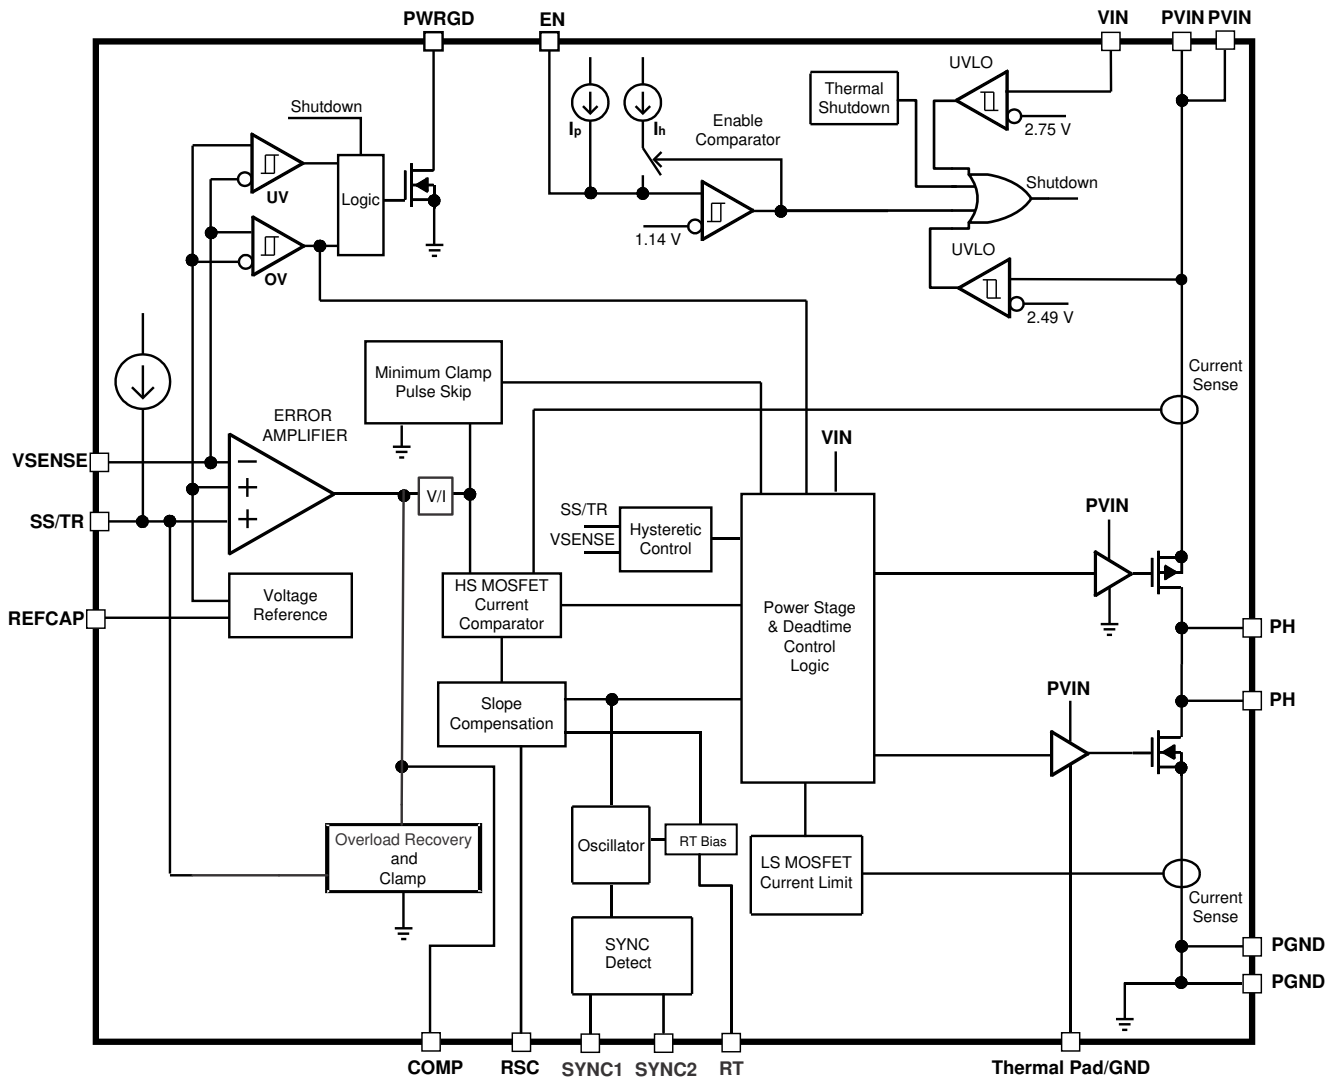 PWRGD
EN
VIN
PVIN
PVIN
UVLO
Thermal
Shutdown
Shutdown
Ip
Ih
Enable
Comparator
2.75 V
UV
Logic
Shutdown
1.14 V
OV
UVLO
2.49 V
Minimum Clamp
Pulse Skip
Current
Sense
ERROR
AMPLIFIER
VIN
VSENSE
V/I
SS/TR
SS/TR
VSENSE
Hysteretic
Control
PVIN
Voltage
Reference
HS MOSFET
Current
Comparator
REFCAP
Power Stage
& Deadtime
Control
Logic
PH
Slope
Compensation
PVIN
PH
Overload Recovery
and
Clamp
Oscillator
RT Bias
LS MOSFET
Current Limit
Current
Sense
SYNC
Detect
PGND
PGND
COMP
RSC
SYNC1
SYNC2
RT
Thermal Pad/GND